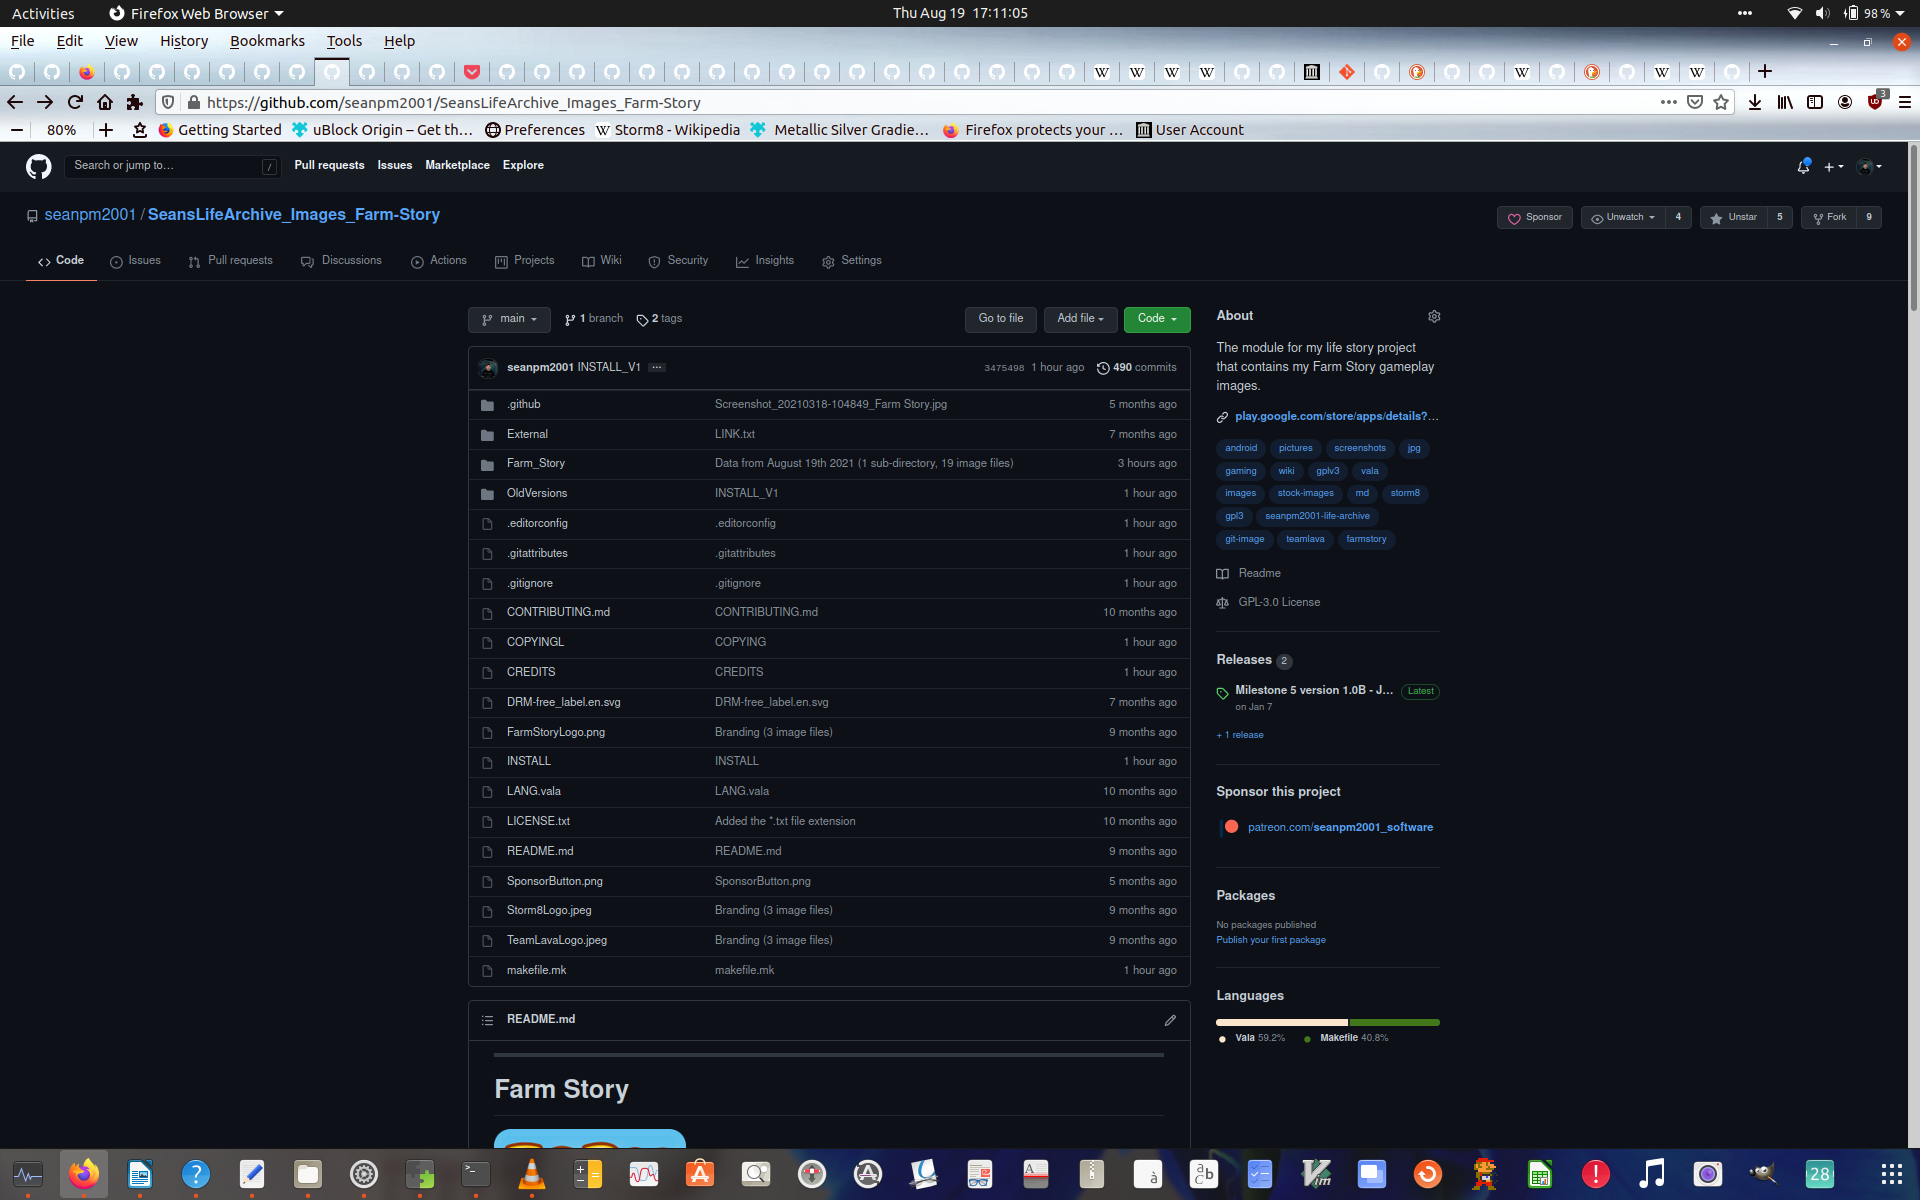 Activities Firefox Web Browser Thu Aug 19 17:11:05 98 %
File Edit View History Bookmarks Tools Help
https://github.com/seanpm2001/SeansLifeArchive_Images_Farm-Story 3
80% Getting Started uBlock Origin – Get th… Preferences Storm8 - Wikipedia Metallic Silver Gradie… Firefox protects your … User Account
Search or jump to… / Pull requests Issues Marketplace Explore
seanpm2001 / SeansLifeArchive_Images_Farm-Story Sponsor Unwatch 4 Unstar 5 Fork 9
Code Issues Pull requests Discussions Actions Projects Wiki Security Insights Settings
main 1 branch 2 tags Go to file Add file Code
seanpm2001 INSTALL_V1 … 3475498 1 hour ago 490 commits
.github Screenshot_20210318-104849_Farm Story.jpg 5 months ago
External LINK.txt 7 months ago
Farm_Story Data from August 19th 2021 (1 sub-directory, 19 image files) 3 hours ago
OldVersions INSTALL_V1 1 hour ago
.editorconfig .editorconfig 1 hour ago
.gitattributes .gitattributes 1 hour ago
.gitignore .gitignore 1 hour ago
CONTRIBUTING.md CONTRIBUTING.md 10 months ago
COPYINGL COPYING 1 hour ago
CREDITS CREDITS 1 hour ago
DRM-free_label.en.svg DRM-free_label.en.svg 7 months ago
FarmStoryLogo.png Branding (3 image files) 9 months ago
INSTALL INSTALL 1 hour ago
LANG.vala LANG.vala 10 months ago
LICENSE.txt Added the *.txt file extension 10 months ago
README.md README.md 9 months ago
SponsorButton.png SponsorButton.png 5 months ago
Storm8Logo.jpeg Branding (3 image files) 9 months ago
TeamLavaLogo.jpeg Branding (3 image files) 9 months ago
makefile.mk makefile.mk 1 hour ago
README.md
Farm Story
About
The module for my life story project
that contains my Farm Story gameplay
images.
play.google.com/store/apps/details?…
android pictures screenshots jpg
gaming wiki gplv3 vala
images stock-images md storm8
gpl3 seanpm2001-life-archive
git-image teamlava farmstory
Readme
GPL-3.0 License
Releases 2
Milestone 5 version 1.0B - J… Latest
on Jan 7
+ 1 release
Sponsor this project
patreon.com/seanpm2001_software
Packages
No packages published
Publish your first package
Languages
Vala 59.2% Makefile 40.8%
28